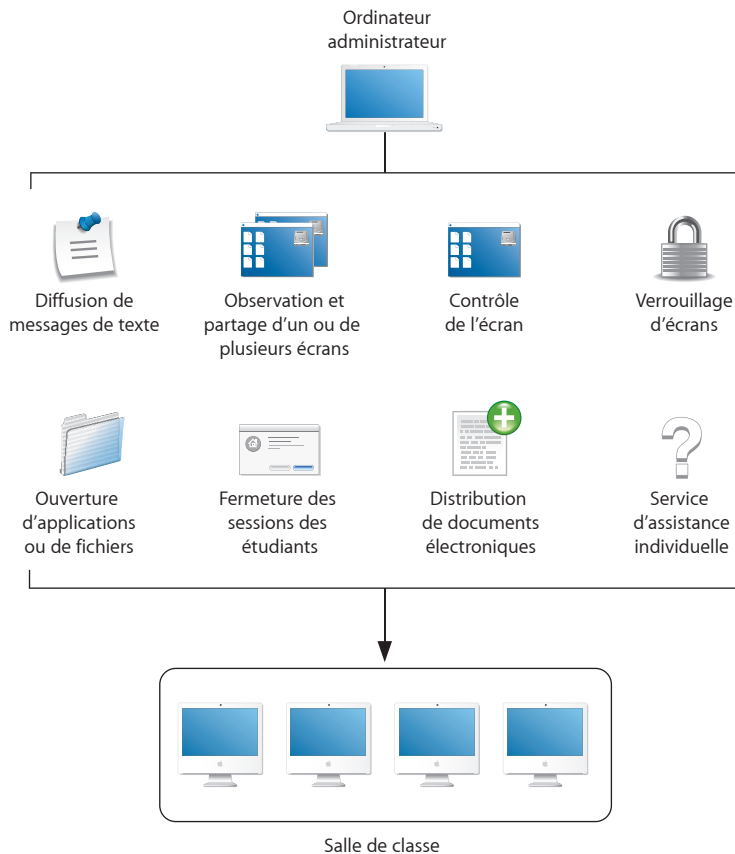 Ordinateur
administrateur
Diffusion de
messages de texte
Observation et
partage d'un ou de
plusieurs écrans
Contrôle
de l'écran
Verrouillage
d'écrans
Ouverture
d'applications
ou de fichiers
Fermeture des
sessions des
étudiants
Distribution
de documents
électroniques
Service
d'assistance
individuelle
Salle de classe